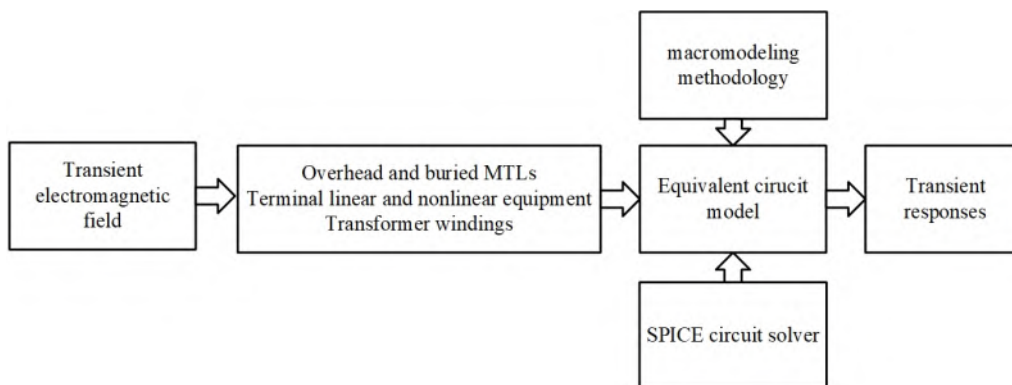 macromodeling
methodology
Transient
electromagnetic
field
Overhead and buried MTLs
Terminal linear and nonlinear equipment
Transformer windings
Equivalent cirucit
model
Transient
responses
SPICE circuit solver